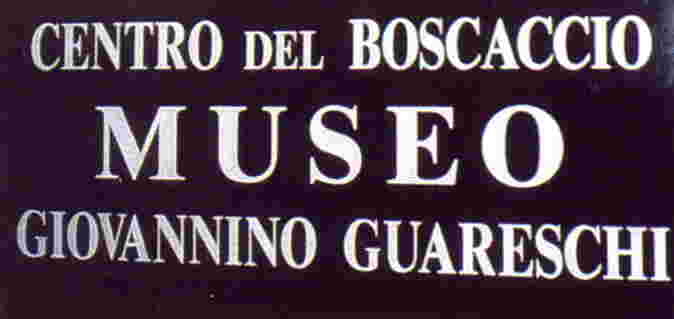 CENTRO DEL BOSCACCIO
MUSEO
GIOVANNINO GUARESCHI